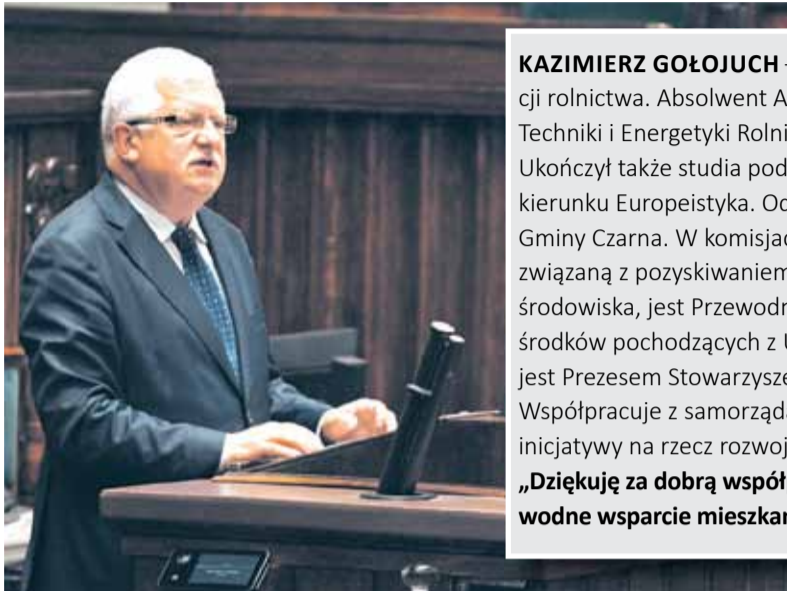 KAZIMIERZ GOŁOJUCH -
cji rolnictwa. Absolwent A
Techniki i Energetyki Rolni
Ukończył także studia pod
kierunku Europeistyka. Od
Gminy Czarna. W komisjac
związaną z pozyskiwaniem
środowiska, jest Przewodn
środków pochodzących z U
jest Prezesem Stowarzysze
Współpracuje z samorząda
inicjatywy na rzecz rozwoj
„Dziękuję za dobrą współ
wodne wsparcie mieszkar